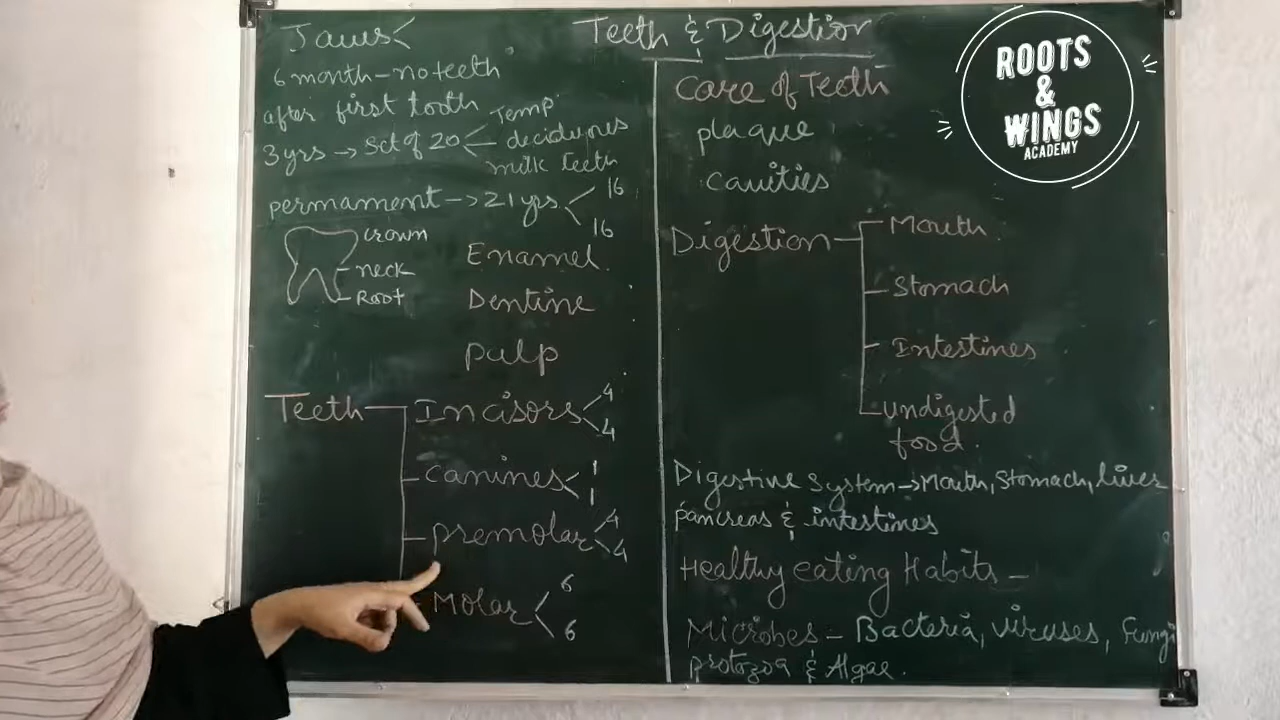 Teeth & Digestion
Jaws <
6 month - no teeth
after first tooth
3 yrs → Set of 20
Temp
deciduous
milk teeth
permament → 21 yrs
16
16
crown
neck
Root
Enamel
Dentine
pulp
Teeth
Incisors
4
4
canines
1
1
premolar
4
4
Molar
6
6
Care of Teeth
plaque
cavities
Digestion
Mouth
Stomach
Intestines
undigested
food.
Digestive System → Mouth, Stomach, liver
pancreas & intestines
Healthy eating Habits -
Microbes - Bacteria, viruses, Fungi
protozoa & Algae.
ROOTS
&
WINGS
ACADEMY